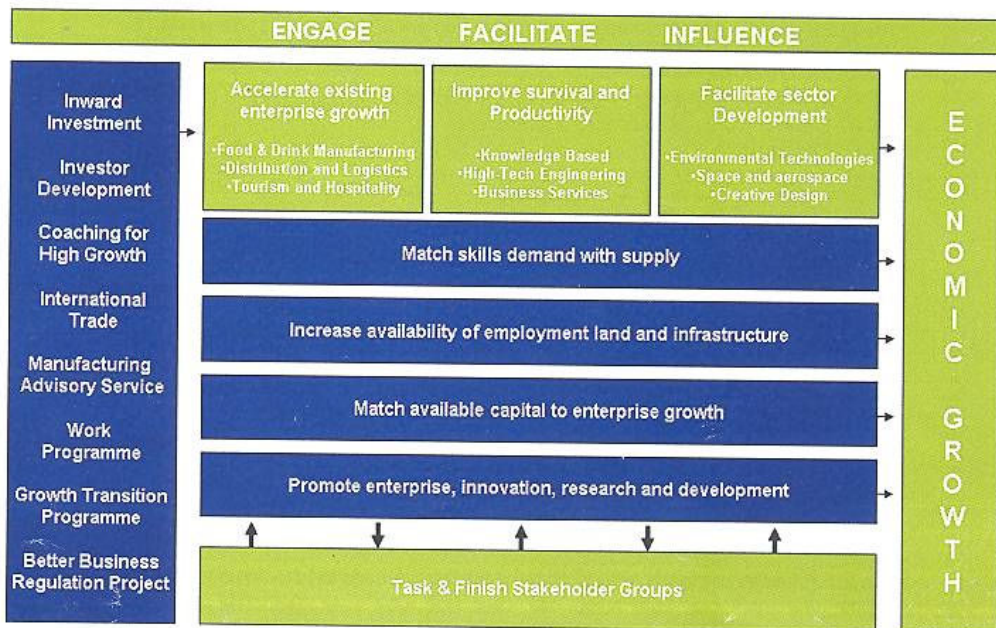 ENGAGE FACILITATE INFLUENCE
Inward
Investment
Investor
Development
Coaching for
High Growth
International
Trade
Manufacturing
Advisory Service
Work
Programme
Growth Transition
Programme
Better Business
Regulation Project
Accelerate existing
enterprise growth
•Food & Drink Manufacturing
•Distribution and Logistics
•Tourism and Hospitality
Improve survival and
Productivity
•Knowledge Based
•High-Tech Engineering
•Business Services
Facilitate sector
Development
•Environmental Technologies
•Space and aerospace
•Creative Design
Match skills demand with supply
Increase availability of employment land and infrastructure
Match available capital to enterprise growth
Promote enterprise, innovation, research and development
Task & Finish Stakeholder Groups
ECONOMIC GROWTH